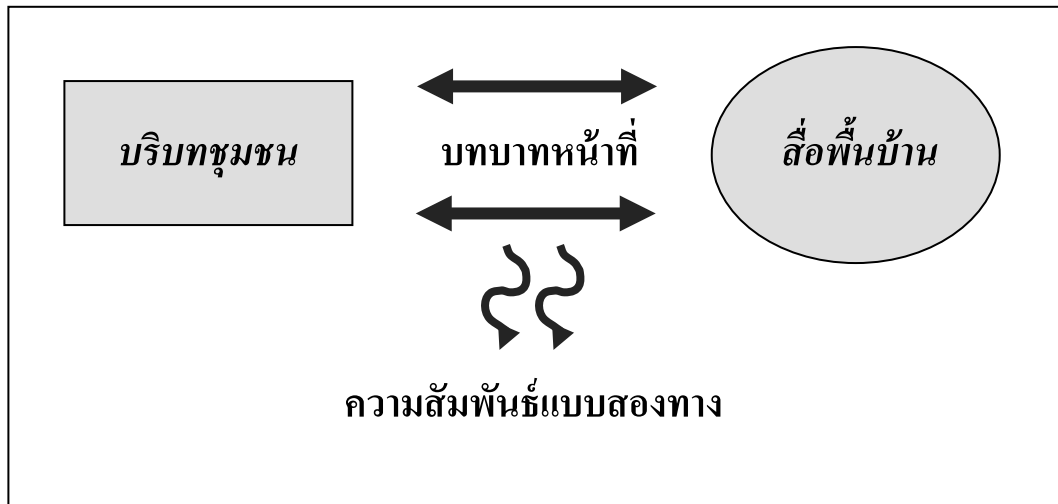 บริบทชุมชน
บทบาทหน้าที่
สื่อพื้นบ้าน
ความสัมพันธ์แบบสองทาง